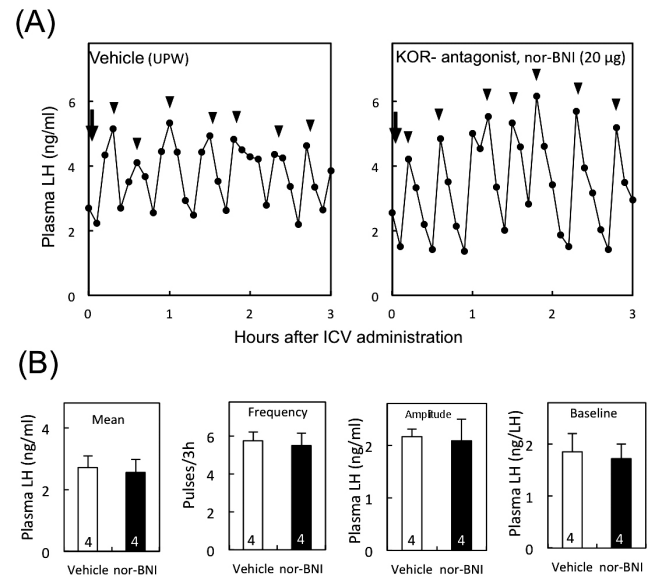 (A)
Vehicle (UPW)
KOR- antagonist, nor-BNI (20 µg)
Plasma LH (ng/ml)
6
4
2
0
0 1 2 3
0
2
4
6
0 1 2 3
Hours after ICV administration
(B)
Mean
Plasma LH (ng/ml)
4
2
0
4 4
Vehicle nor-BNI
Frequency
Pulses/3h
6
4
2
0
4 4
Vehicle nor-BNI
Amplitude
Plasma LH (ng/ml)
2
1
0
4 4
Vehicle nor-BNI
Baseline
Plasma LH (ng/LH)
2
1
0
4 4
Vehicle nor-BNI